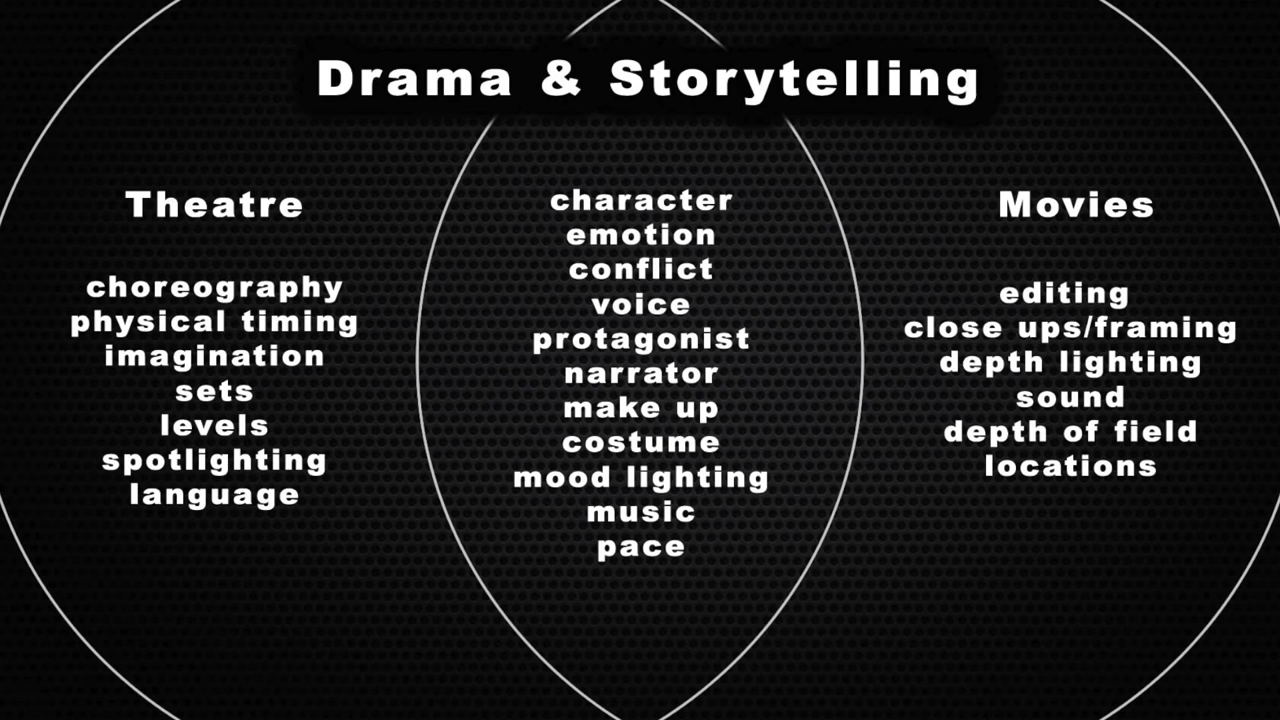 Drama & Storytelling
Theatre
choreography
physical timing
imagination
sets
levels
spotlighting
language
character
emotion
conflict
voice
protagonist
narrator
make up
costume
mood lighting
music
pace
Movies
editing
close ups/framing
depth lighting
sound
depth of field
locations